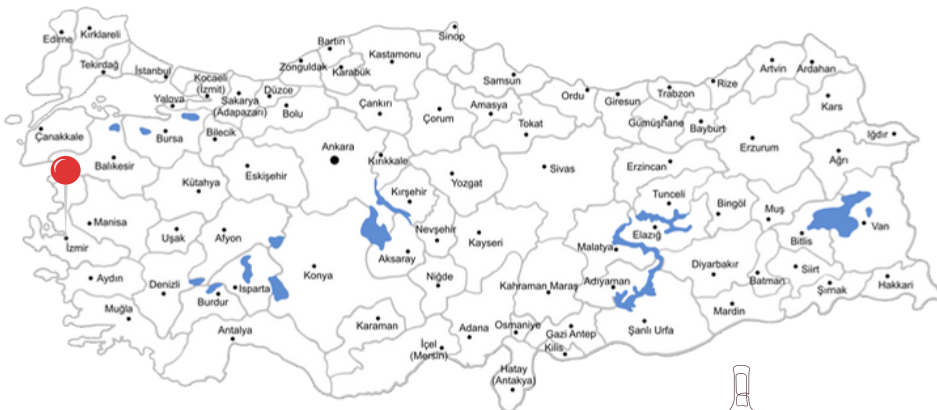 Edirne
Kırklareli
Tekirdağ
İstanbul
Kocaeli
(İzmit)
Yalova
Sakarya
(Adapazarı)
Düzce
Bolu
Zonguldak
Bartın
Karabük
Kastamonu
Sinop
Çankırı
Samsun
Amasya
Çorum
Tokat
Ordu
Giresun
Trabzon
Rize
Artvin
Ardahan
Kars
Gümüşhane
Bayburt
Erzurum
Iğdır
Ağrı
Çanakkale
Bursa
Bilecik
Balıkesir
Kütahya
Eskişehir
Ankara
Kırıkkale
Kırşehir
Yozgat
Sivas
Erzincan
Tunceli
Bingöl
Muş
Van
Bitlis
Elazığ
Malatya
Manisa
İzmir
Uşak
Afyon
Nevşehir
Aksaray
Kayseri
Aydın
Denizli
Burdur
Isparta
Konya
Niğde
Kahraman Maraş
Adıyaman
Diyarbakır
Batman
Siirt
Şırnak
Hakkari
Mardin
Muğla
Antalya
Karaman
İçel
(Mersin)
Adana
Osmaniye
Gazi Antep
Kilis
Şanlı Urfa
Hatay
(Antakya)